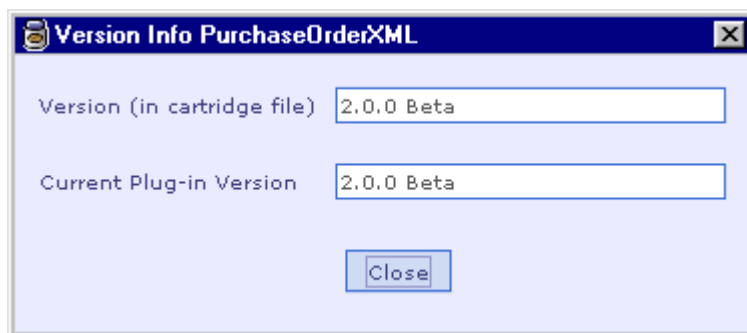 Version Info PurchaseOrderXML
Version (in cartridge file) 2.0.0 Beta
Current Plug-in Version 2.0.0 Beta
Close